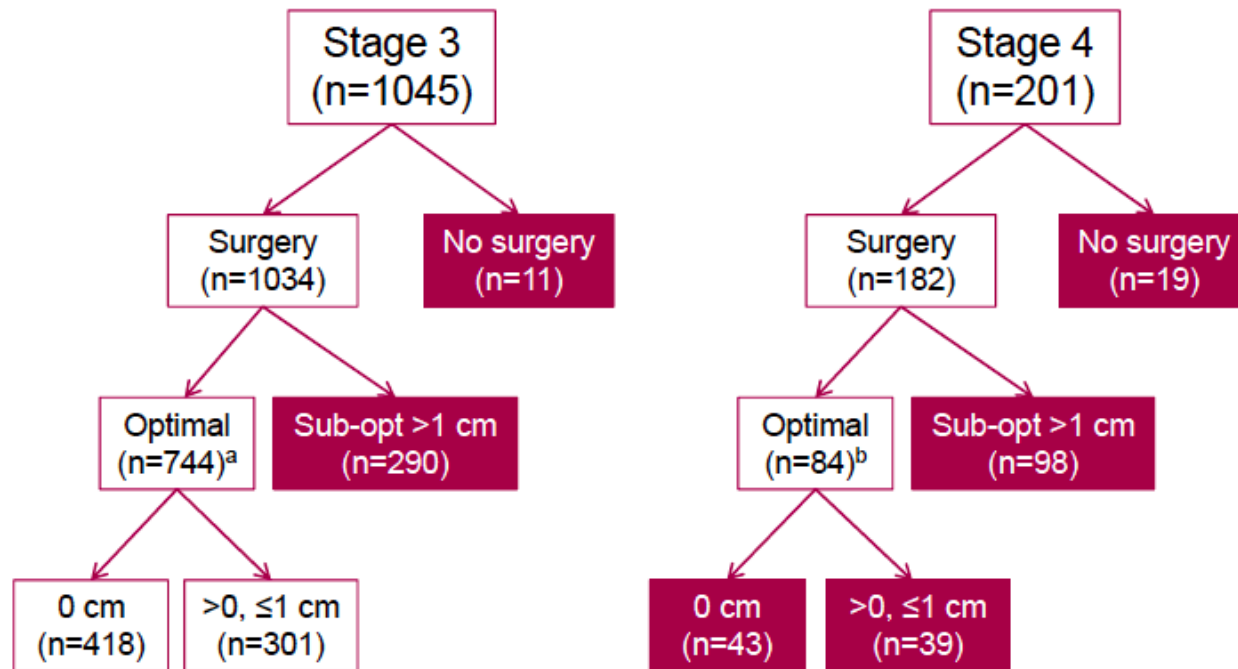 Stage 3
(n=1045)
Stage 4
(n=201)
Surgery
(n=1034)
No surgery
(n=11)
Surgery
(n=182)
No surgery
(n=19)
Optimal
(n=744)ᵃ
Sub-opt >1 cm
(n=290)
Optimal
(n=84)ᵇ
Sub-opt >1 cm
(n=98)
0 cm
(n=418)
>0, ≤1 cm
(n=301)
0 cm
(n=43)
>0, ≤1 cm
(n=39)